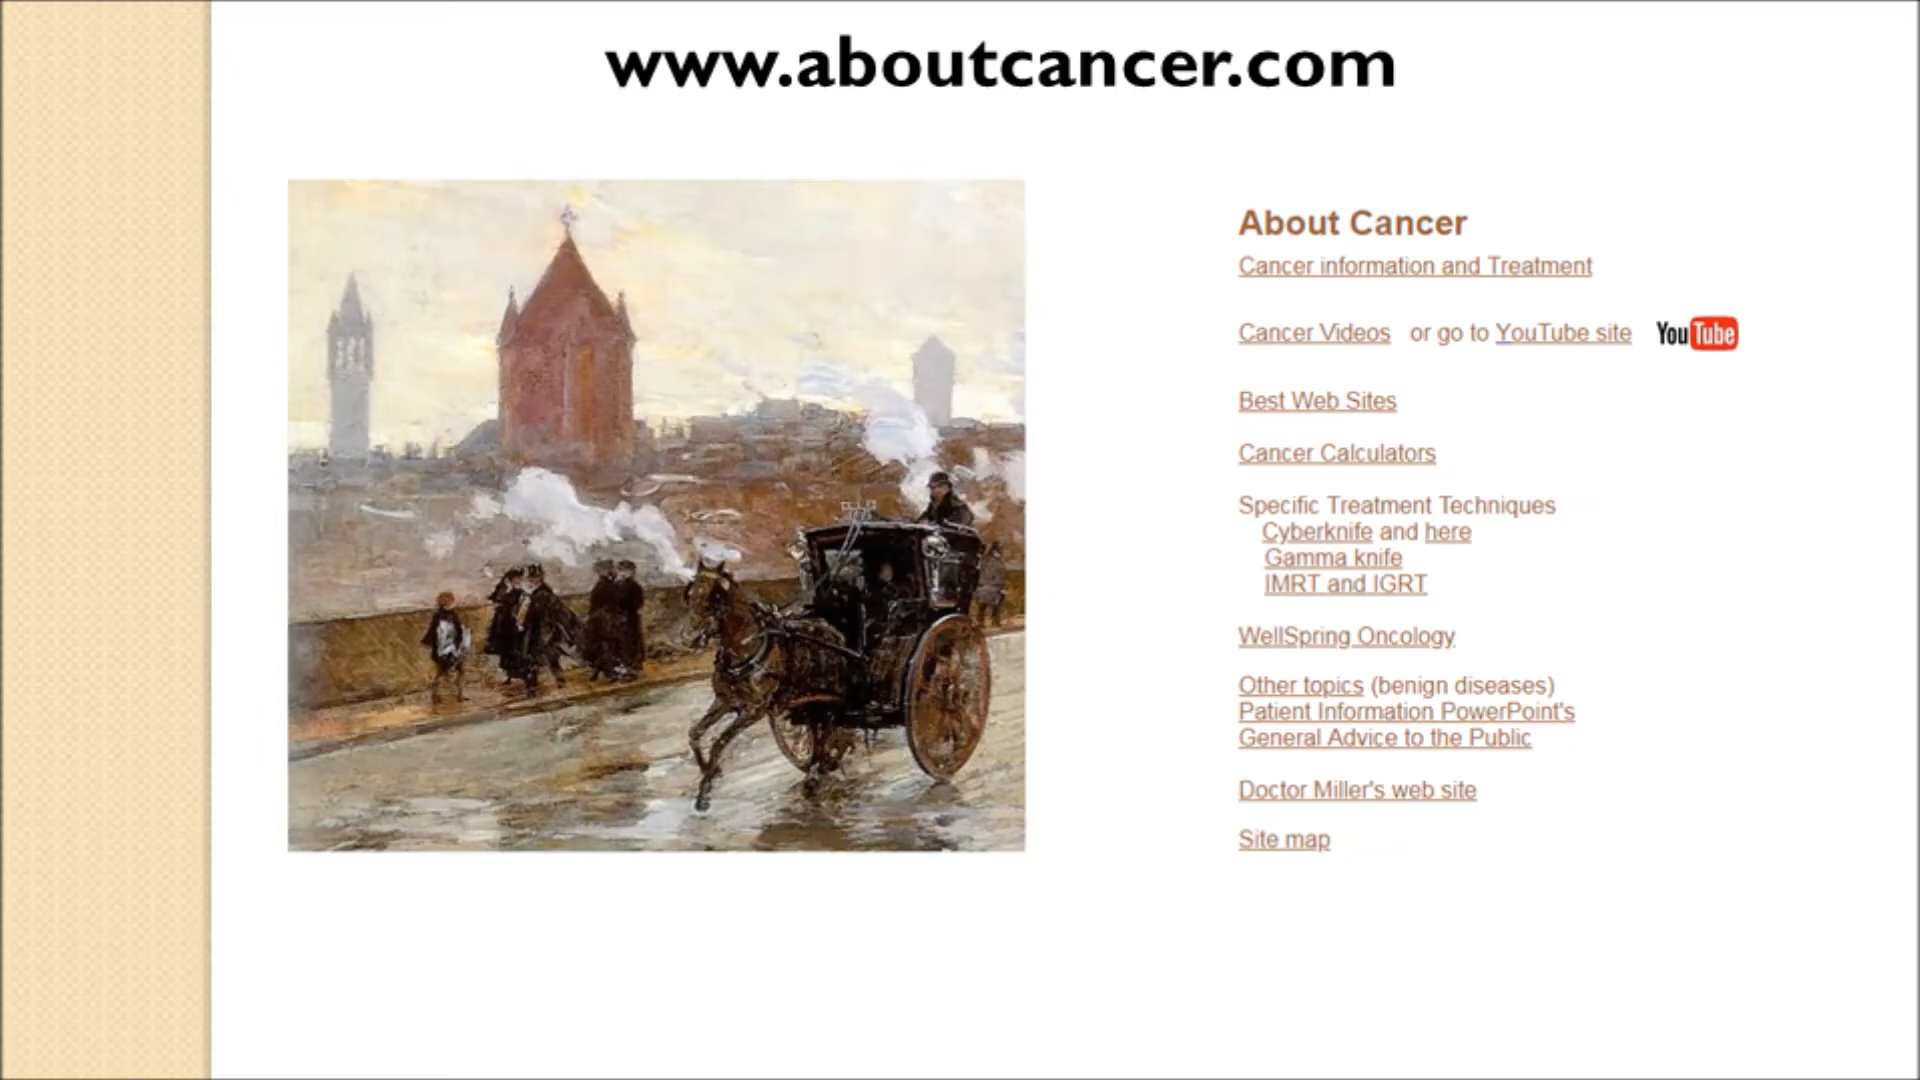 www.aboutcancer.com
About Cancer
Cancer information and Treatment
Cancer Videos or go to YouTube site YouTube
Best Web Sites
Cancer Calculators
Specific Treatment Techniques
Cyberknife and here
Gamma knife
IMRT and IGRT
WellSpring Oncology
Other topics (benign diseases)
Patient Information PowerPoint's
General Advice to the Public
Doctor Miller's web site
Site map